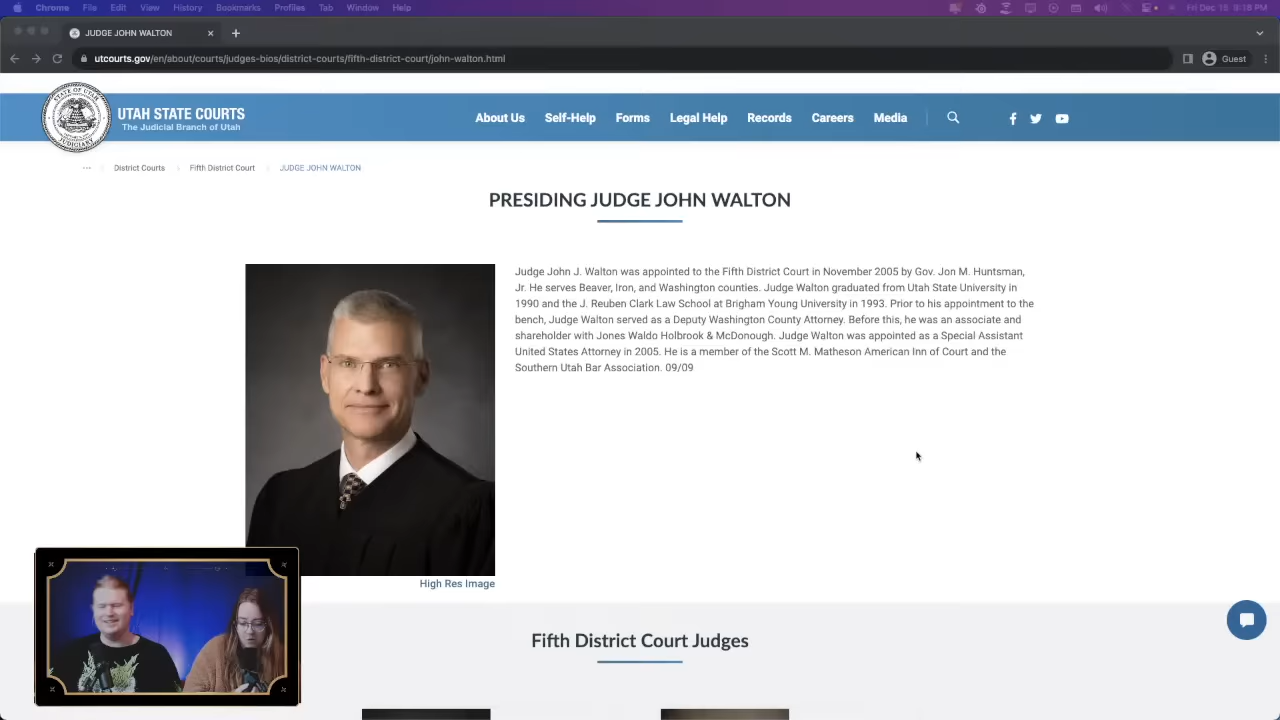 Chrome File Edit View History Bookmarks Profiles Tab Window Help
JUDGE JOHN WALTON
utcourts.gov/en/about/courts/judges-bios/district-courts/fifth-district-court/john-walton.html
Guest
UTAH STATE COURTS
The Judicial Branch of Utah
About Us Self-Help Forms Legal Help Records Careers Media
District Courts Fifth District Court JUDGE JOHN WALTON
PRESIDING JUDGE JOHN WALTON
Judge John J. Walton was appointed to the Fifth District Court in November 2005 by Gov. Jon M. Huntsman,
Jr. He serves Beaver, Iron, and Washington counties. Judge Walton graduated from Utah State University in
1990 and the J. Reuben Clark Law School at Brigham Young University in 1993. Prior to his appointment to the
bench, Judge Walton served as a Deputy Washington County Attorney. Before this, he was an associate and
shareholder with Jones Waldo Holbrook & McDonough. Judge Walton was appointed as a Special Assistant
United States Attorney in 2005. He is a member of the Scott M. Matheson American Inn of Court and the
Southern Utah Bar Association. 09/09
High Res Image
Fifth District Court Judges